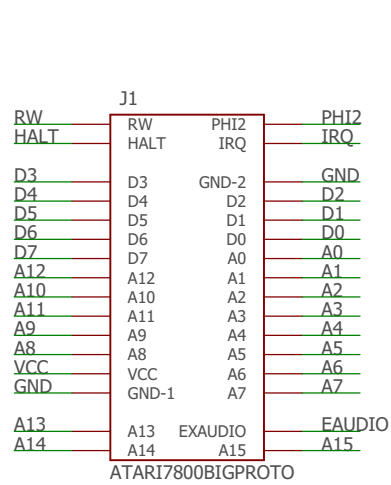 J1
RW RW PHI2 PHI2
HALT HALT IRQ IRQ
D3 D3 GND-2 GND
D4 D4 D2 D2
D5 D5 D1 D1
D6 D6 D0 D0
D7 D7 A0 A0
A12 A12 A1 A1
A10 A10 A2 A2
A11 A11 A3 A3
A9 A9 A4 A4
A8 A8 A5 A5
VCC VCC A6 A6
GND GND-1 A7 A7
A13 A13 EXAUDIO EAUDIO
A14 A14 A15 A15
ATARI7800BIGPROTO